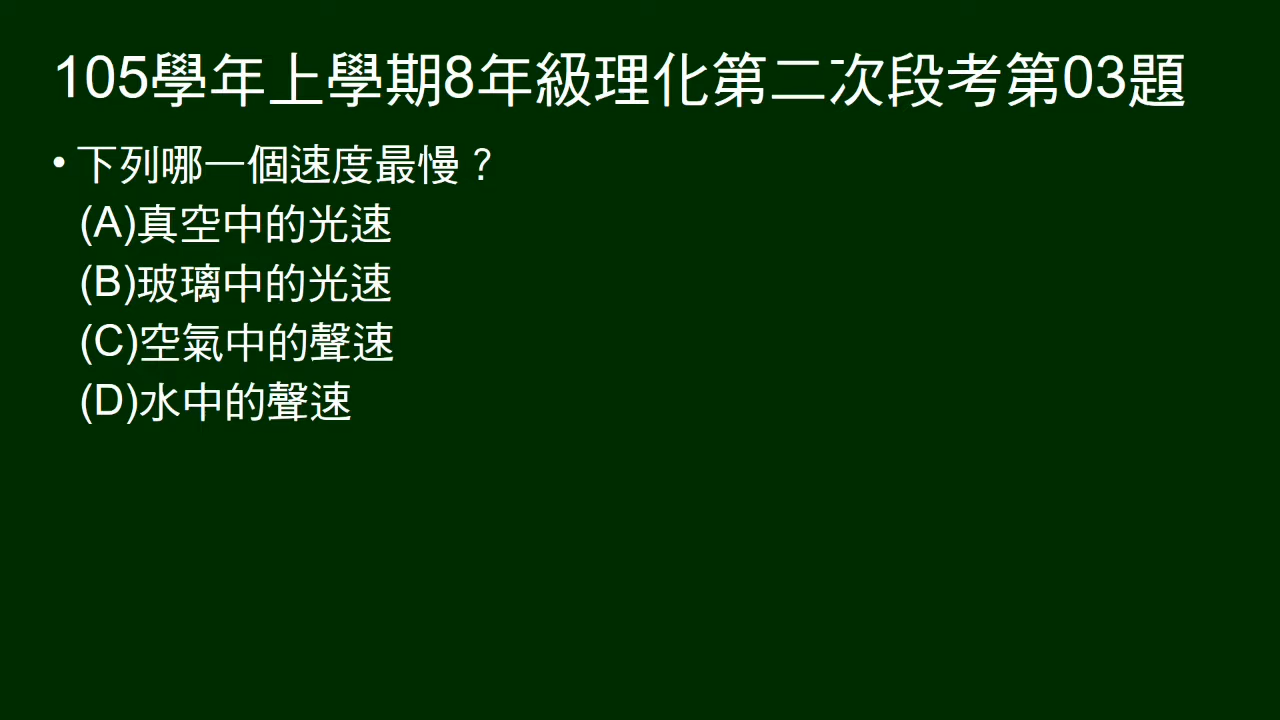 105學年上學期8年級理化第二次段考第03題
• 下列哪一個速度最慢？
(A)真空中的光速
(B)玻璃中的光速
(C)空氣中的聲速
(D)水中的聲速